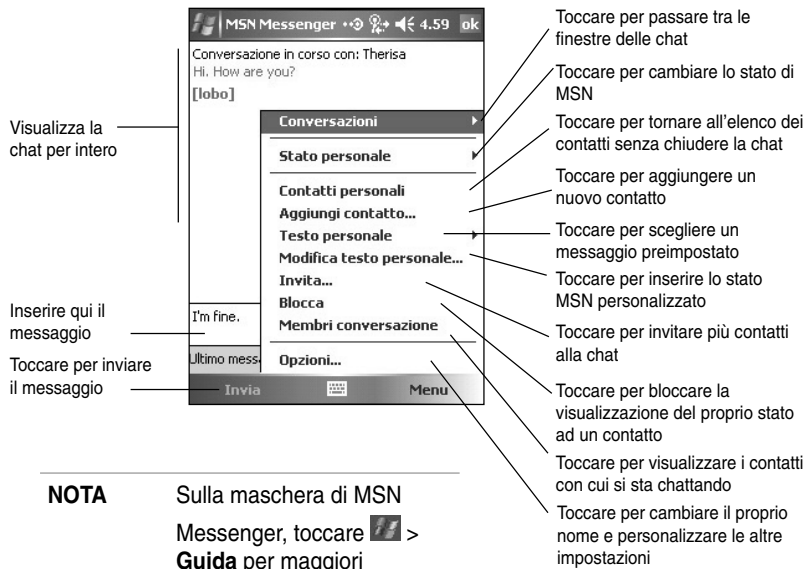 MSN Messenger 4.59 ok
Conversazione in corso con: Therisa
Hi. How are you?
[lobo]
Conversazioni
Stato personale
Contatti personali
Aggiungi contatto...
Testo personale
Modifica testo personale...
Invita...
Blocca
Membri conversazione
Opzioni...
I'm fine.
Ultimo messa
Invia
Menu
Visualizza la
chat per intero
Inserire qui il
messaggio
Toccare per inviare
il messaggio
Toccare per passare tra le
finestre delle chat
Toccare per cambiare lo stato di
MSN
Toccare per tornare all'elenco dei
contatti senza chiudere la chat
Toccare per aggiungere un
nuovo contatto
Toccare per scegliere un
messaggio preimpostato
Toccare per inserire lo stato
MSN personalizzato
Toccare per invitare più contatti
alla chat
Toccare per bloccare la
visualizzazione del proprio stato
ad un contatto
Toccare per visualizzare i contatti
con cui si sta chattando
Toccare per cambiare il proprio
nome e personalizzare le altre
impostazioni
NOTA Sulla maschera di MSN
Messenger, toccare >
Guida per maggiori